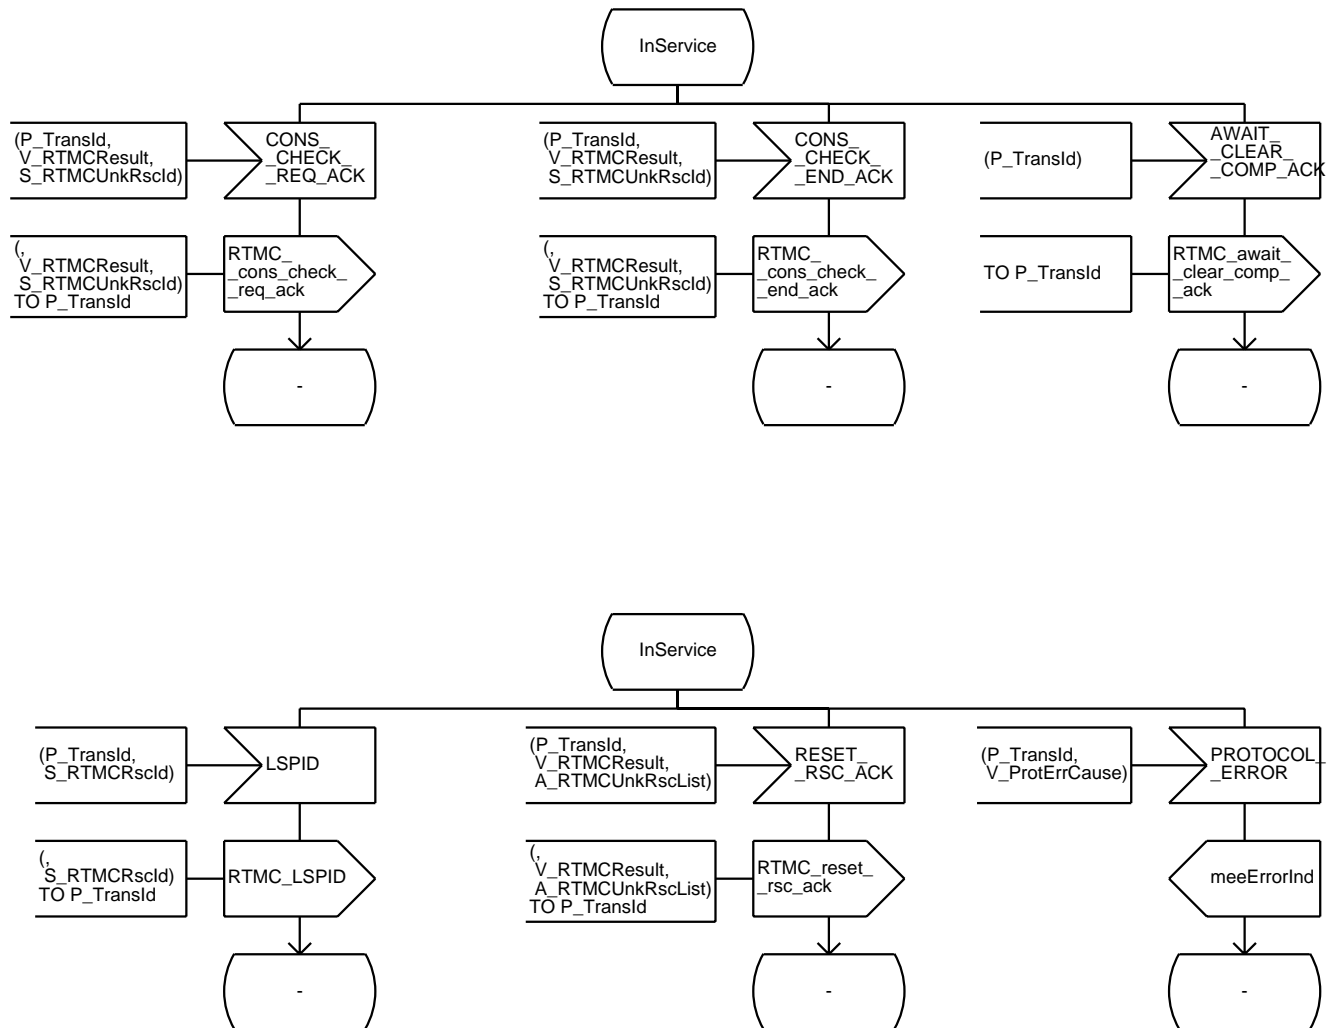 InService
(P_TransId,
V_RTMCResult,
S_RTMCUnkRscId)
CONS_
_CHECK_
_REQ_ACK
(P_TransId,
V_RTMCResult,
S_RTMCUnkRscId)
CONS_
_CHECK_
_END_ACK
(P_TransId)
AWAIT_
_CLEAR_
_COMP_ACK
(,
V_RTMCResult,
S_RTMCUnkRscId)
TO P_TransId
RTMC_
_cons_check_
_req_ack
(,
V_RTMCResult,
S_RTMCUnkRscId)
TO P_TransId
RTMC_
_cons_check_
_end_ack
TO P_TransId
RTMC_await_
_clear_comp_
_ack
-
-
-
InService
(P_TransId,
S_RTMCRscId)
LSPID
(P_TransId,
V_RTMCResult,
A_RTMCUnkRscList)
RESET_
_RSC_ACK
(P_TransId,
V_ProtErrCause)
PROTOCOL_
_ERROR
(,
S_RTMCRscId)
TO P_TransId
RTMC_LSPID
(,
V_RTMCResult,
A_RTMCUnkRscList)
TO P_TransId
RTMC_reset_
_rsc_ack
meeErrorInd
-
-
-